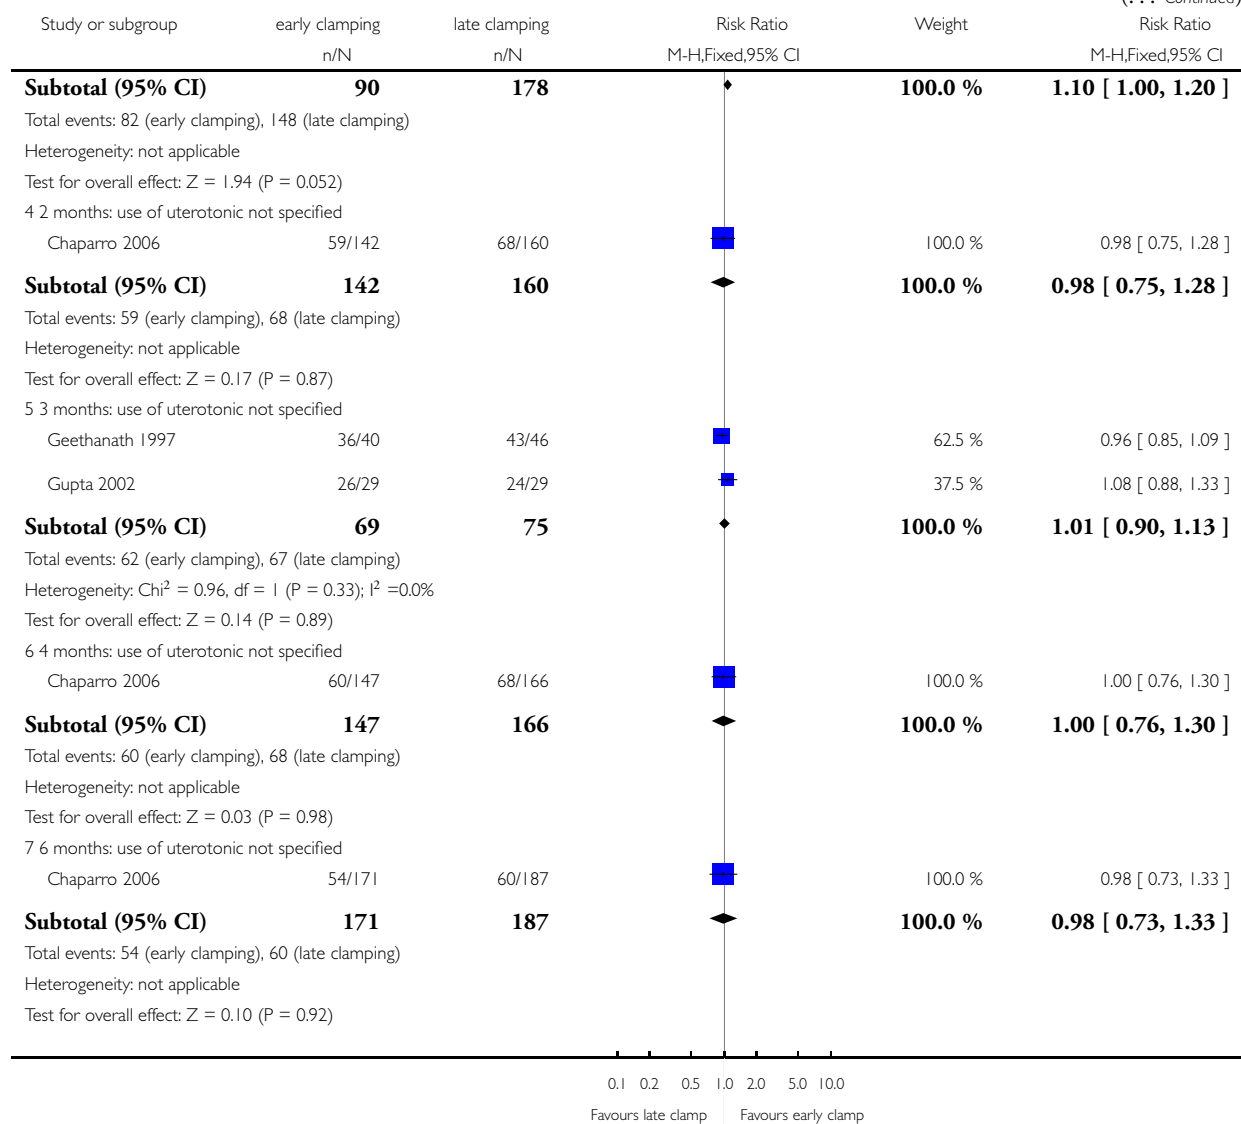 (. . . Continued)
Study or subgroup early clamping late clamping Risk Ratio Weight Risk Ratio
n/N n/N M-H,Fixed,95% CI M-H,Fixed,95% CI
Subtotal (95% CI) 90 178 100.0 % 1.10 [ 1.00, 1.20 ]
Total events: 82 (early clamping), 148 (late clamping)
Heterogeneity: not applicable
Test for overall effect: Z = 1.94 (P = 0.052)
4 2 months: use of uterotonic not specified
Chaparro 2006 59/142 68/160 100.0 % 0.98 [ 0.75, 1.28 ]
Subtotal (95% CI) 142 160 100.0 % 0.98 [ 0.75, 1.28 ]
Total events: 59 (early clamping), 68 (late clamping)
Heterogeneity: not applicable
Test for overall effect: Z = 0.17 (P = 0.87)
5 3 months: use of uterotonic not specified
Geethanath 1997 36/40 43/46 62.5 % 0.96 [ 0.85, 1.09 ]
Gupta 2002 26/29 24/29 37.5 % 1.08 [ 0.88, 1.33 ]
Subtotal (95% CI) 69 75 100.0 % 1.01 [ 0.90, 1.13 ]
Total events: 62 (early clamping), 67 (late clamping)
Heterogeneity: Chi² = 0.96, df = 1 (P = 0.33); I² =0.0%
Test for overall effect: Z = 0.14 (P = 0.89)
6 4 months: use of uterotonic not specified
Chaparro 2006 60/147 68/166 100.0 % 1.00 [ 0.76, 1.30 ]
Subtotal (95% CI) 147 166 100.0 % 1.00 [ 0.76, 1.30 ]
Total events: 60 (early clamping), 68 (late clamping)
Heterogeneity: not applicable
Test for overall effect: Z = 0.03 (P = 0.98)
7 6 months: use of uterotonic not specified
Chaparro 2006 54/171 60/187 100.0 % 0.98 [ 0.73, 1.33 ]
Subtotal (95% CI) 171 187 100.0 % 0.98 [ 0.73, 1.33 ]
Total events: 54 (early clamping), 60 (late clamping)
Heterogeneity: not applicable
Test for overall effect: Z = 0.10 (P = 0.92)
0.1 0.2 0.5 1.0 2.0 5.0 10.0
Favours late clamp Favours early clamp